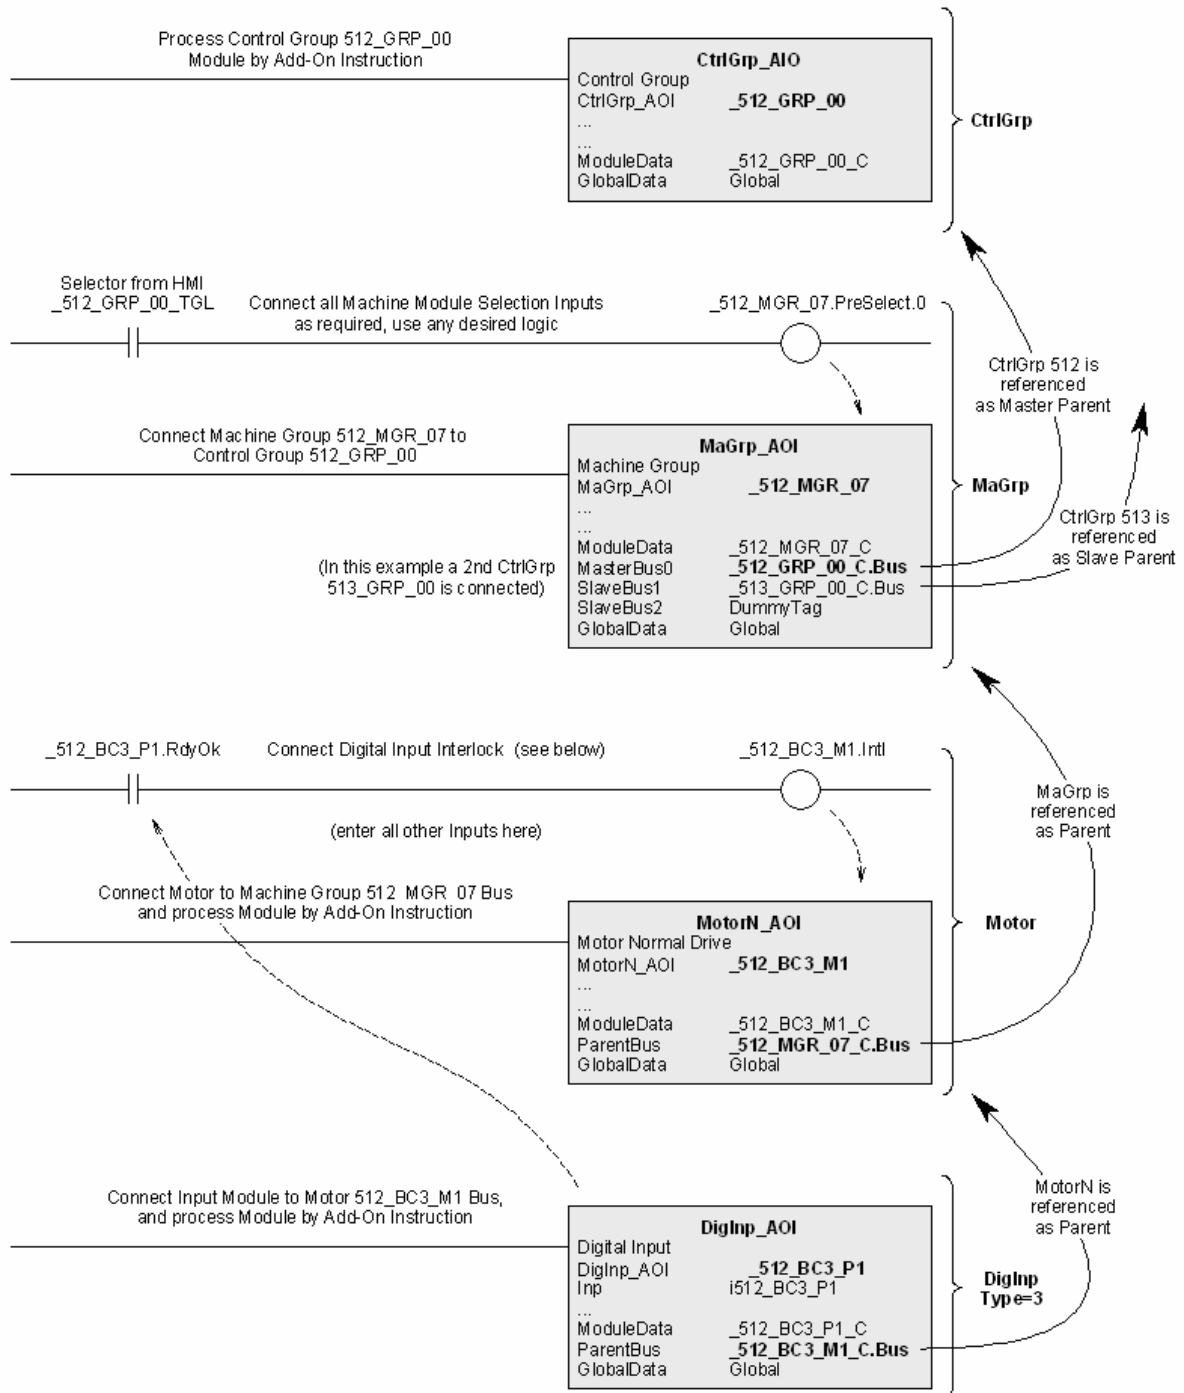 Process Control Group 512_GRP_00
Module by Add-On Instruction
CtrlGrp_AIO
Control Group
CtrlGrp_AOI _512_GRP_00
...
...
ModuleData _512_GRP_00_C
GlobalData Global
CtrlGrp
Selector from HMI
_512_GRP_00_TGL
Connect all Machine Module Selection Inputs
as required, use any desired logic
_512_MGR_07.PreSelect.0
CtrlGrp 512 is
referenced
as Master Parent
Connect Machine Group 512_MGR_07 to
Control Group 512_GRP_00
MaGrp_AOI
Machine Group
MaGrp_AOI _512_MGR_07
...
...
ModuleData _512_MGR_07_C
MasterBus0 _512_GRP_00_C.Bus
SlaveBus1 _513_GRP_00_C.Bus
SlaveBus2 DummyTag
GlobalData Global
MaGrp
CtrlGrp 513 is
referenced
as Slave Parent
(In this example a 2nd CtrlGrp
513_GRP_00 is connected)
_512_BC3_P1.RdyOk
Connect Digital Input Interlock (see below)
_512_BC3_M1.Intl
(enter all other Inputs here)
MaGrp is
referenced
as Parent
Connect Motor to Machine Group 512_MGR_07 Bus
and process Module by Add-On Instruction
MotorN_AOI
Motor Normal Drive
MotorN_AOI _512_BC3_M1
...
...
ModuleData _512_BC3_M1_C
ParentBus _512_MGR_07_C.Bus
GlobalData Global
Motor
Connect Input Module to Motor 512_BC3_M1 Bus,
and process Module by Add-On Instruction
MotorN is
referenced
as Parent
DigInp_AOI
Digital Input
DigInp_AOI _512_BC3_P1
Inp i512_BC3_P1
...
ModuleData _512_BC3_P1_C
ParentBus _512_BC3_M1_C.Bus
GlobalData Global
DigInp
Type=3